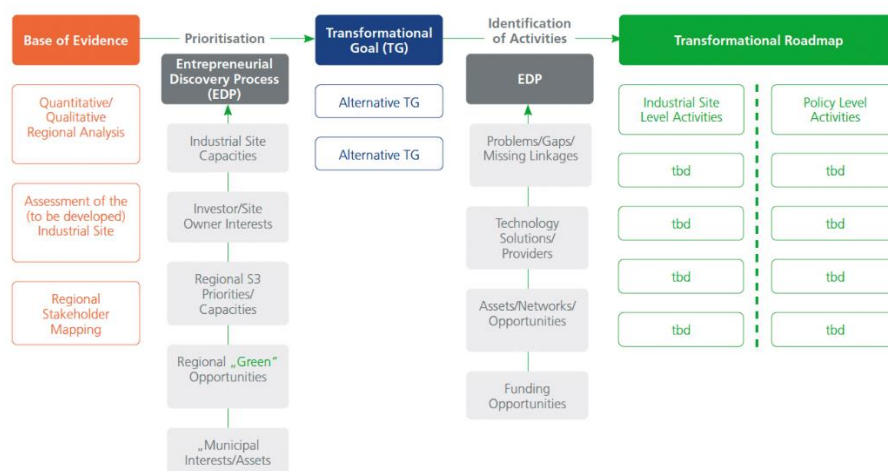 Base of Evidence
Prioritisation
Transformational
Goal (TG)
Identification
of Activities
Transformational Roadmap
Quantitative/
Qualitative
Regional Analysis
Assessment of the
(to be developed)
Industrial Site
Regional
Stakeholder
Mapping
Entrepreneurial
Discovery Process
(EDP)
Industrial Site
Capacities
Investor/Site
Owner Interests
Regional S3
Priorities/
Capacities
Regional „Green“
Opportunities
„Municipal
Interests/Assets
Alternative TG
Alternative TG
EDP
Problems/Gaps/
Missing Linkages
Technology
Solutions/
Providers
Assets/Networks/
Opportunities
Funding
Opportunities
Industrial Site
Level Activities
tbd
tbd
tbd
tbd
Policy Level
Activities
tbd
tbd
tbd
tbd